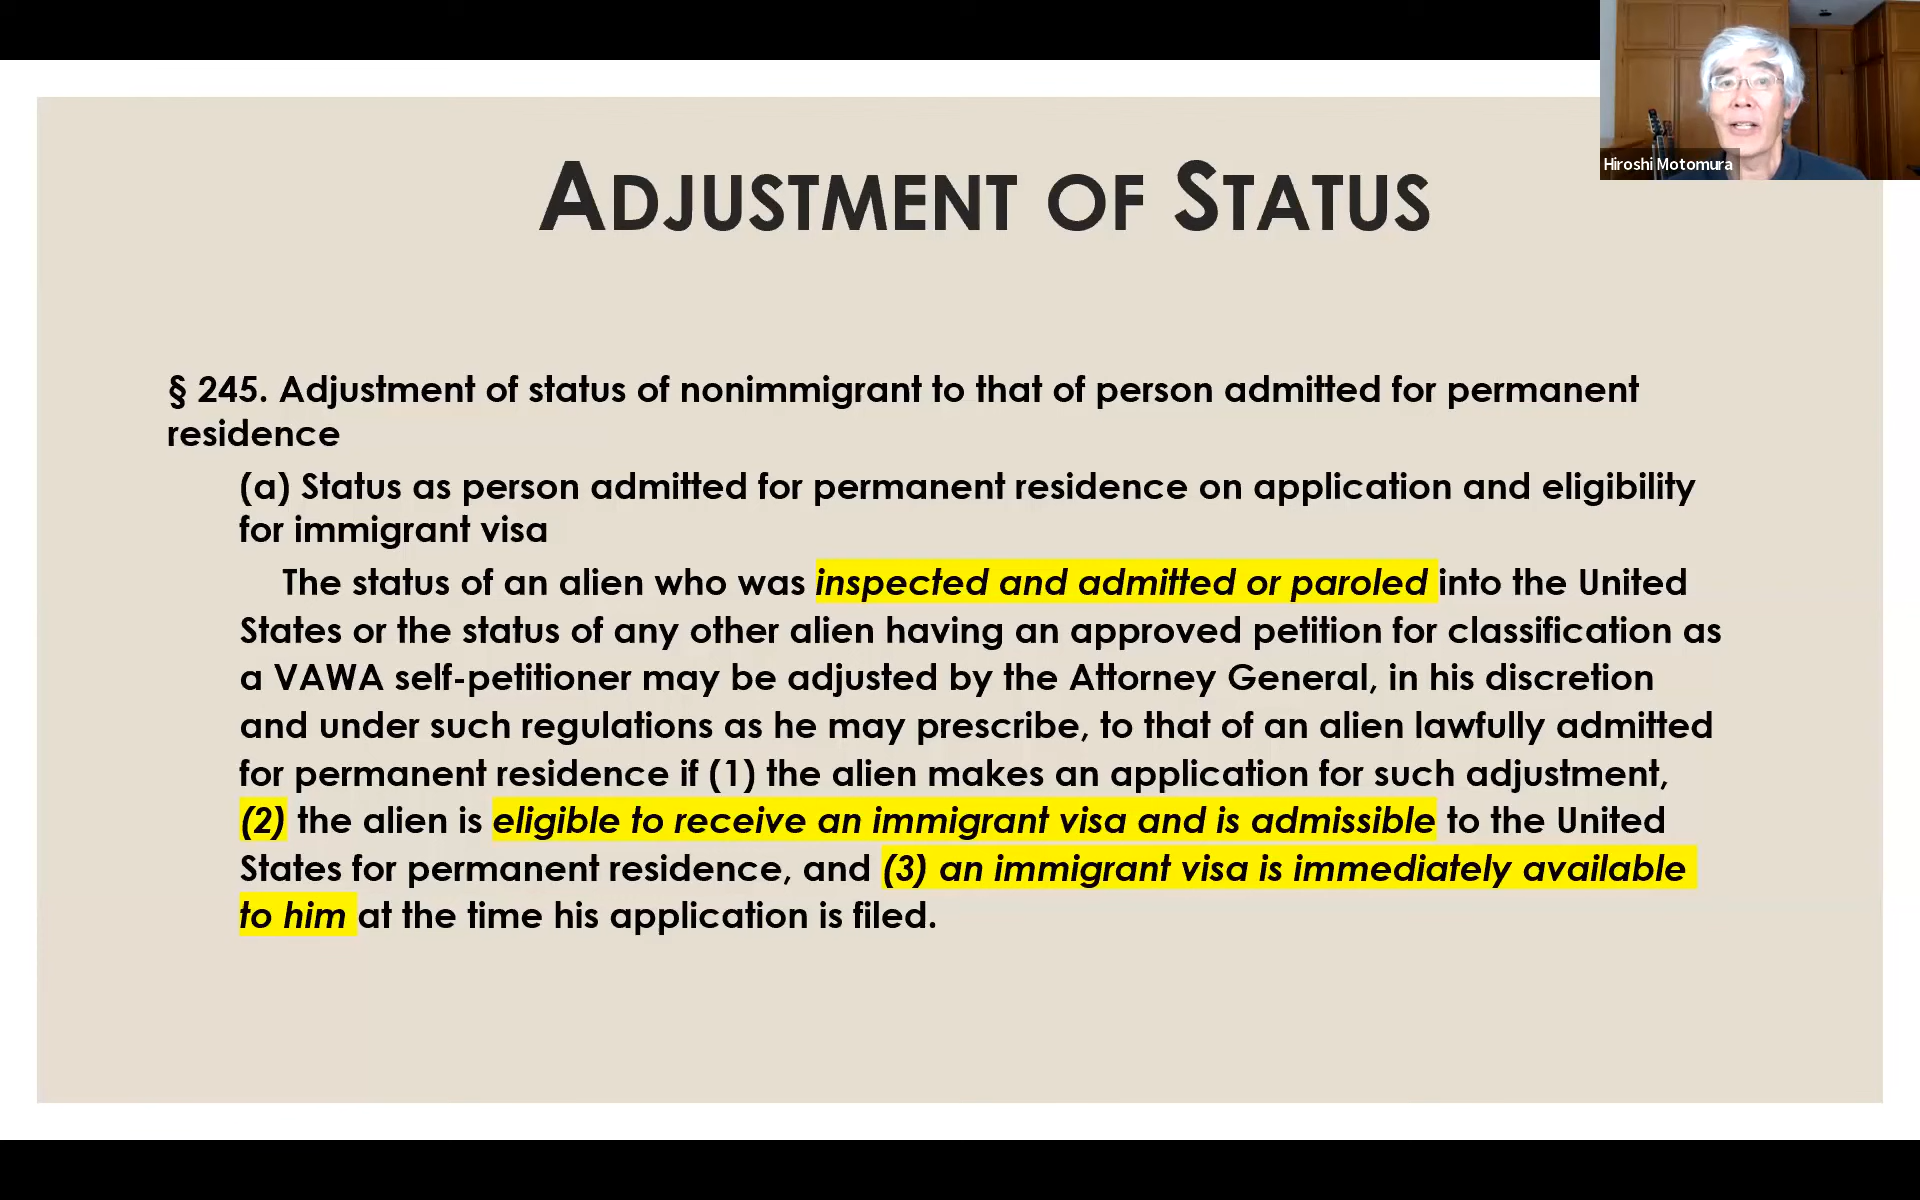 Hiroshi Motomura
ADJUSTMENT OF STATUS
§ 245. Adjustment of status of nonimmigrant to that of person admitted for permanent
residence
(a) Status as person admitted for permanent residence on application and eligibility
for immigrant visa
The status of an alien who was inspected and admitted or paroled into the United
States or the status of any other alien having an approved petition for classification as
a VAWA self-petitioner may be adjusted by the Attorney General, in his discretion
and under such regulations as he may prescribe, to that of an alien lawfully admitted
for permanent residence if (1) the alien makes an application for such adjustment,
(2) the alien is eligible to receive an immigrant visa and is admissible to the United
States for permanent residence, and (3) an immigrant visa is immediately available
to him at the time his application is filed.